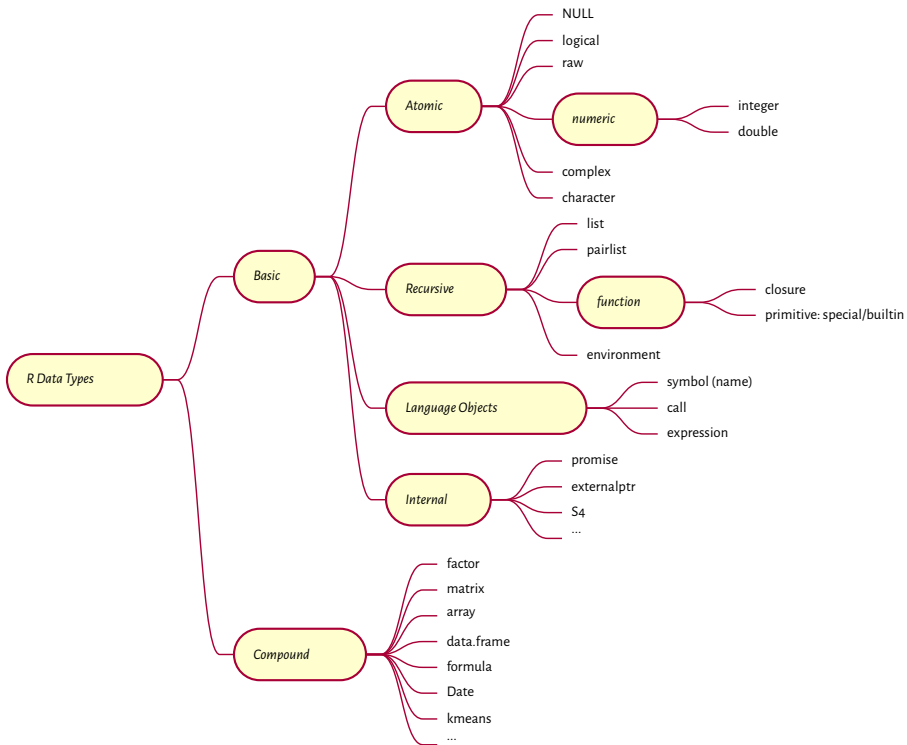 R Data Types
Basic
Atomic
NULL
logical
raw
numeric
integer
double
complex
character
Recursive
list
pairlist
function
closure
primitive: special/builtin
environment
Language Objects
symbol (name)
call
expression
Internal
promise
externalptr
S4
...
Compound
factor
matrix
array
data.frame
formula
Date
kmeans
...